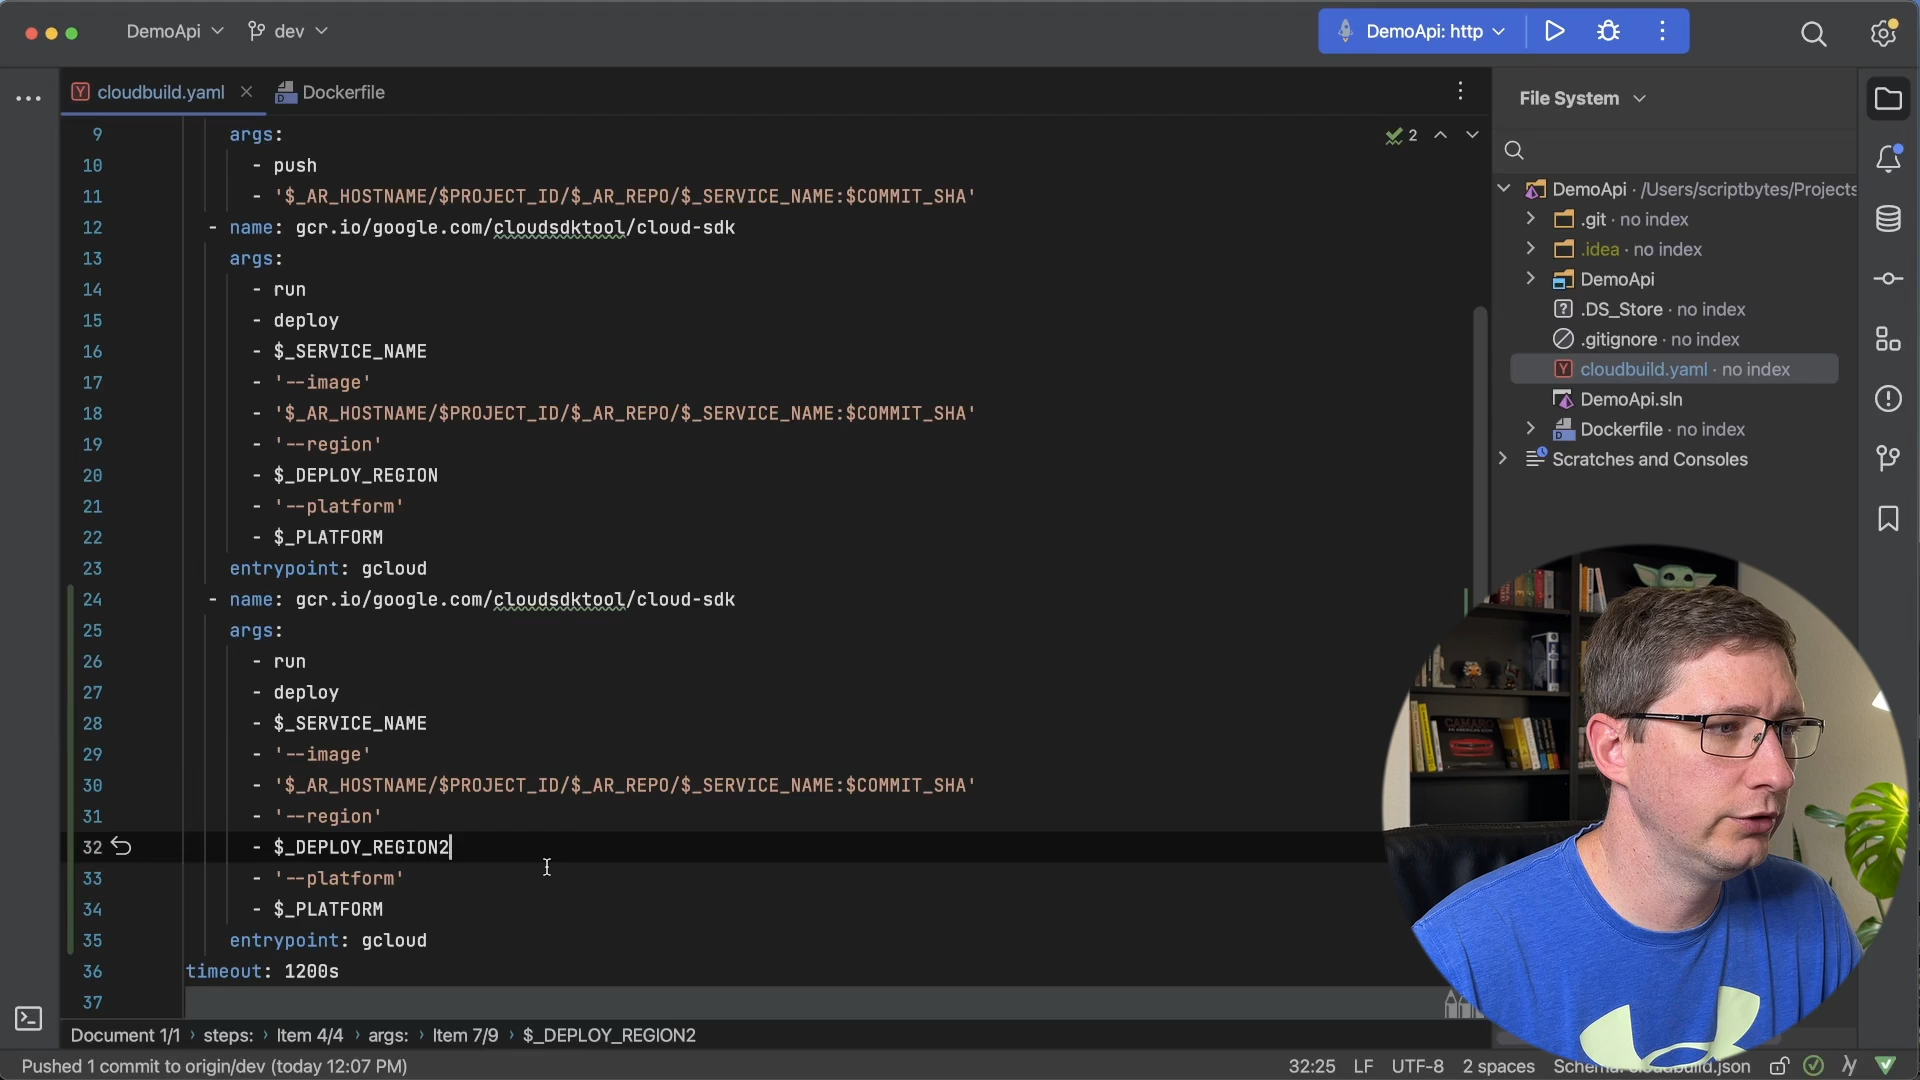 DemoApi
dev
DemoApi: http
cloudbuild.yaml
Dockerfile
File System
2
9 args:
10 - push
11 - '$_AR_HOSTNAME/$PROJECT_ID/$_AR_REPO/$_SERVICE_NAME:$COMMIT_SHA'
12 - name: gcr.io/google.com/cloudsdktool/cloud-sdk
13 args:
14 - run
15 - deploy
16 - $_SERVICE_NAME
17 - '--image'
18 - '$_AR_HOSTNAME/$PROJECT_ID/$_AR_REPO/$_SERVICE_NAME:$COMMIT_SHA'
19 - '--region'
20 - $_DEPLOY_REGION
21 - '--platform'
22 - $_PLATFORM
23 entrypoint: gcloud
24 - name: gcr.io/google.com/cloudsdktool/cloud-sdk
25 args:
26 - run
27 - deploy
28 - $_SERVICE_NAME
29 - '--image'
30 - '$_AR_HOSTNAME/$PROJECT_ID/$_AR_REPO/$_SERVICE_NAME:$COMMIT_SHA'
31 - '--region'
32 - $_DEPLOY_REGION2
33 - '--platform'
34 - $_PLATFORM
35 entrypoint: gcloud
36 timeout: 1200s
37
DemoApi · /Users/scriptbytes/Projects
.git · no index
.idea · no index
DemoApi
.DS_Store · no index
.gitignore · no index
cloudbuild.yaml · no index
DemoApi.sln
Dockerfile · no index
Scratches and Consoles
CAMARO
Document 1/1 › steps: › Item 4/4 › args: › Item 7/9 › $_DEPLOY_REGION2
Pushed 1 commit to origin/dev (today 12:07 PM)
32:25 LF UTF-8 2 spaces